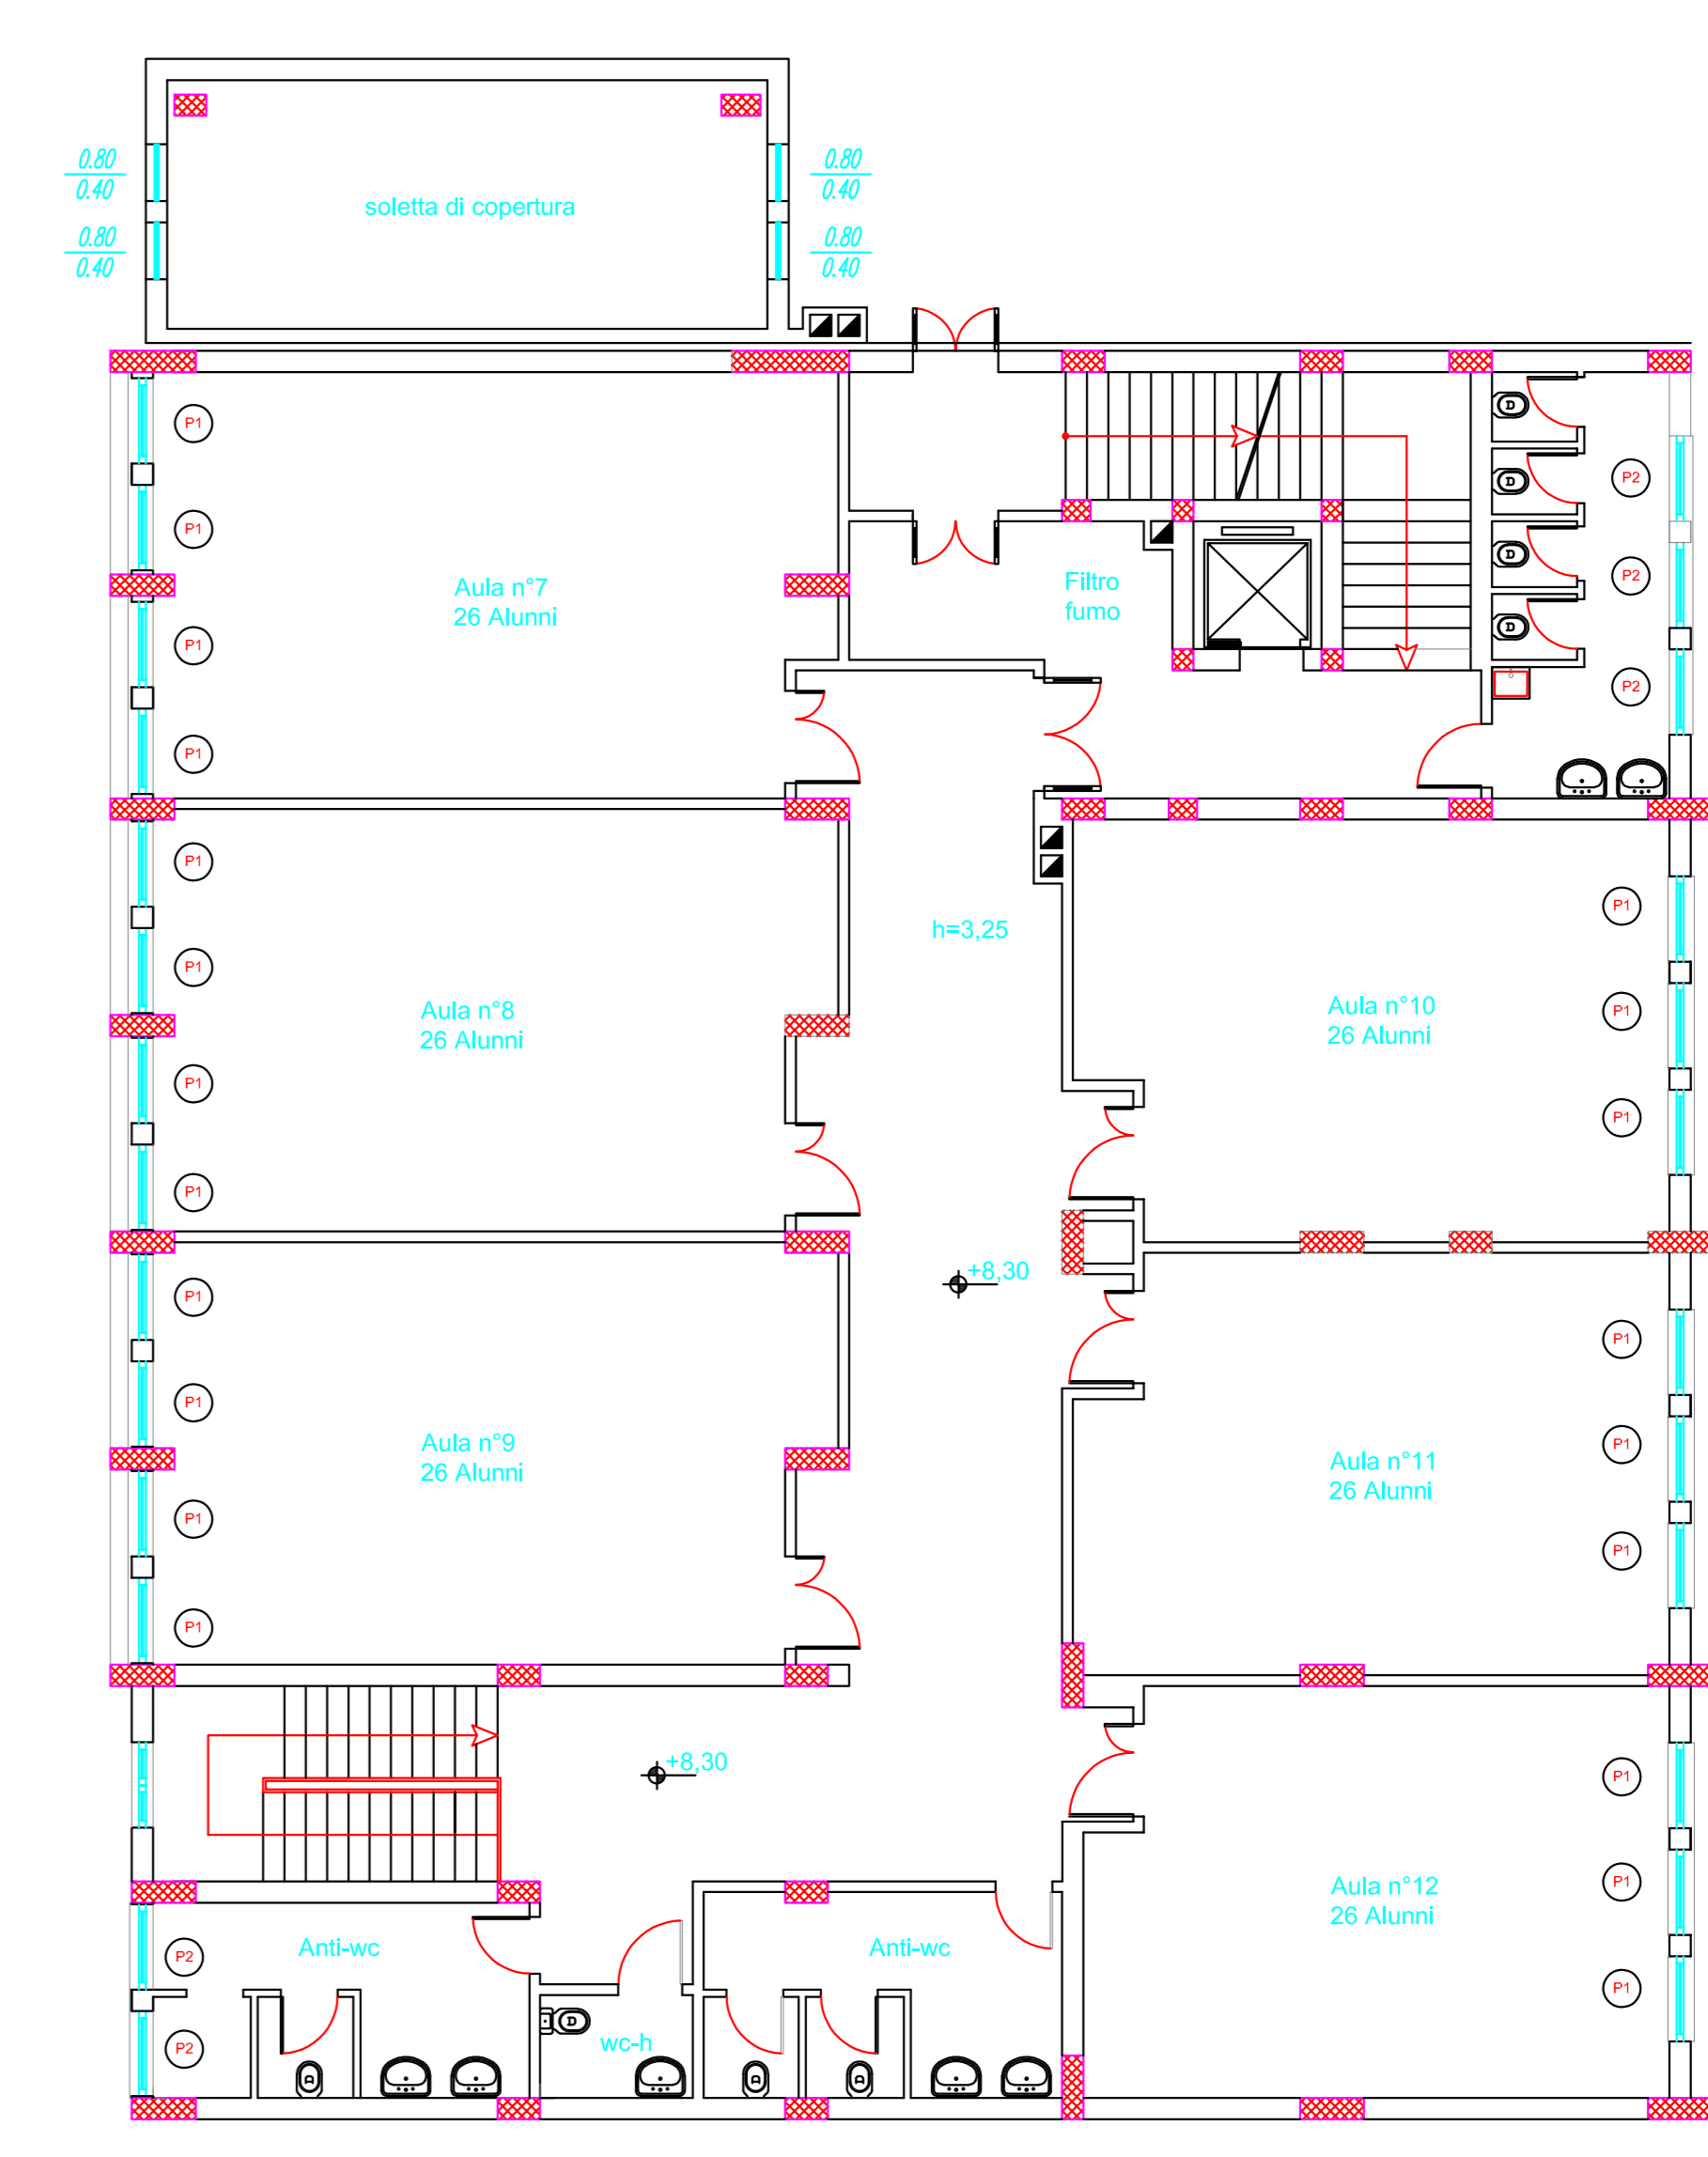 0.80
0.40
0.80
0.40
soletta di copertura
0.80
0.40
0.80
0.40
P1
P1
P1
P1
Aula n°7
26 Alunni
Filtro
fumo
D
D
D
D
P2
P2
P2
P1
P1
P1
P1
Aula n°8
26 Alunni
h=3,25
Aula n°10
26 Alunni
P1
P1
P1
+8,30
P1
P1
P1
P1
Aula n°9
26 Alunni
Aula n°11
26 Alunni
P1
P1
P1
+8,30
Aula n°12
26 Alunni
P1
P1
P1
P2
P2
Anti-wc
D
wc-h
Anti-wc